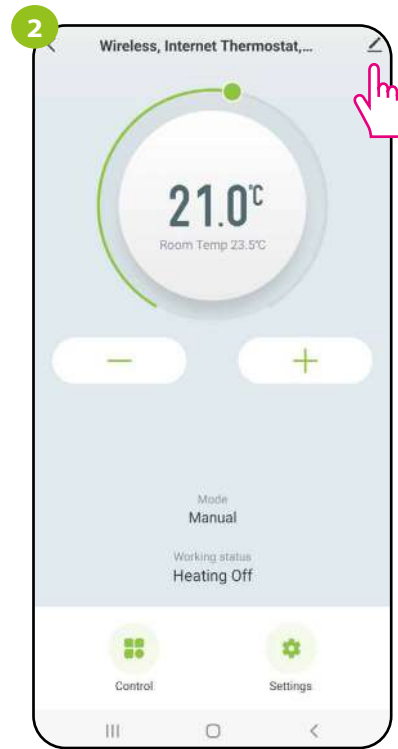 2
Wireless, Internet Thermostat,...
21.0°C
Room Temp 23.5°C
Mode
Manual
Working status
Heating Off
Control
Settings